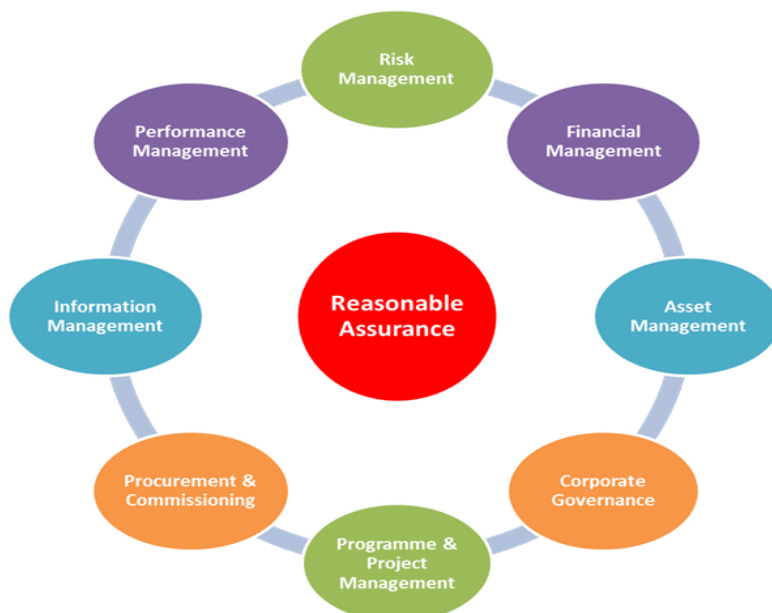 Risk
Management
Performance
Management
Financial
Management
Information
Management
Reasonable
Assurance
Asset
Management
Procurement &
Commissioning
Corporate
Governance
Programme &
Project
Management